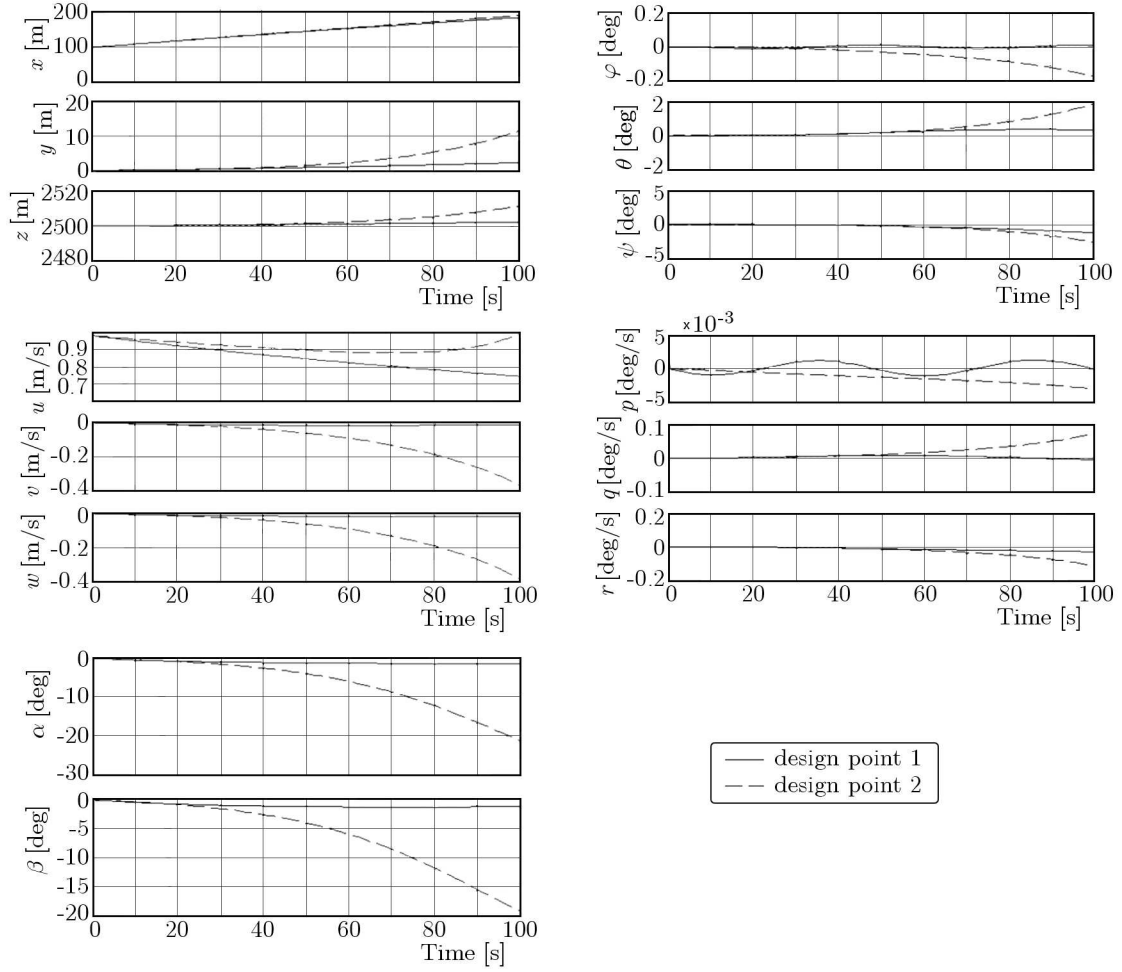 200
100
0
x [m]
20
10
0
y [m]
2520
2500
2480
z [m]
0 20 40 60 80 100
Time [s]
0.9
0.8
0.7
u [m/s]
0
-0.2
-0.4
v [m/s]
0
-0.2
-0.4
w [m/s]
0 20 40 60 80 100
Time [s]
0
-10
-20
-30
α [deg]
0
-5
-10
-15
-20
β [deg]
0 20 40 60 80 100
Time [s]
0.2
0
-0.2
φ [deg]
2
0
-2
θ [deg]
5
0
-5
ψ [deg]
0 20 40 60 80 100
Time [s]
×10⁻³
5
0
-5
p [deg/s]
0.1
0
-0.1
q [deg/s]
0.2
0
-0.2
r [deg/s]
0 20 40 60 80 100
Time [s]
design point 1
design point 2